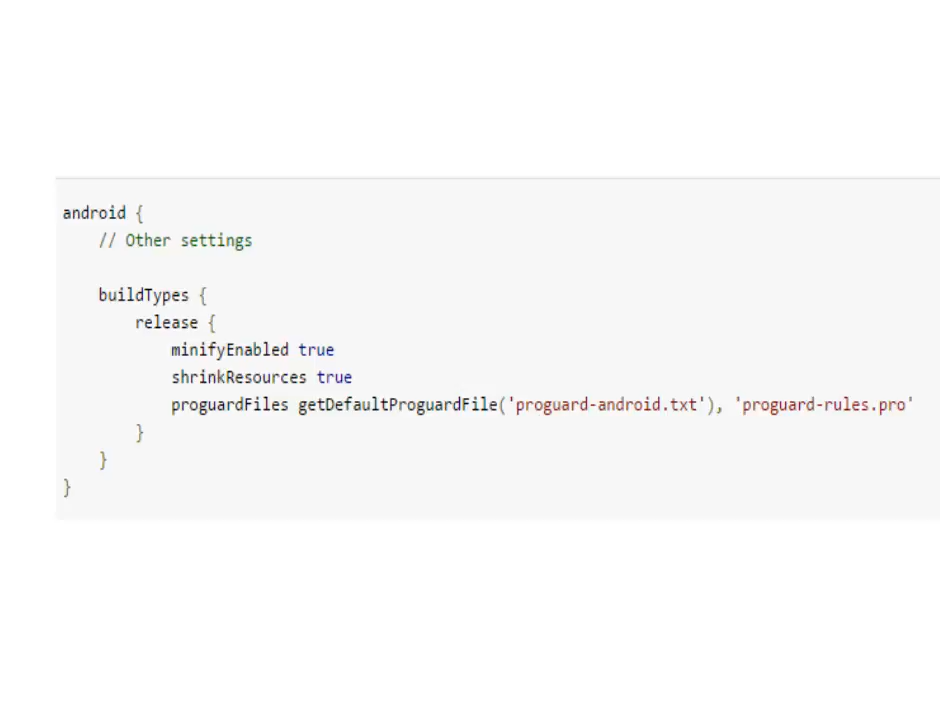 android {
// Other settings
buildTypes {
release {
minifyEnabled true
shrinkResources true
proguardFiles getDefaultProguardFile('proguard-android.txt'), 'proguard-rules.pro'
}
}
}